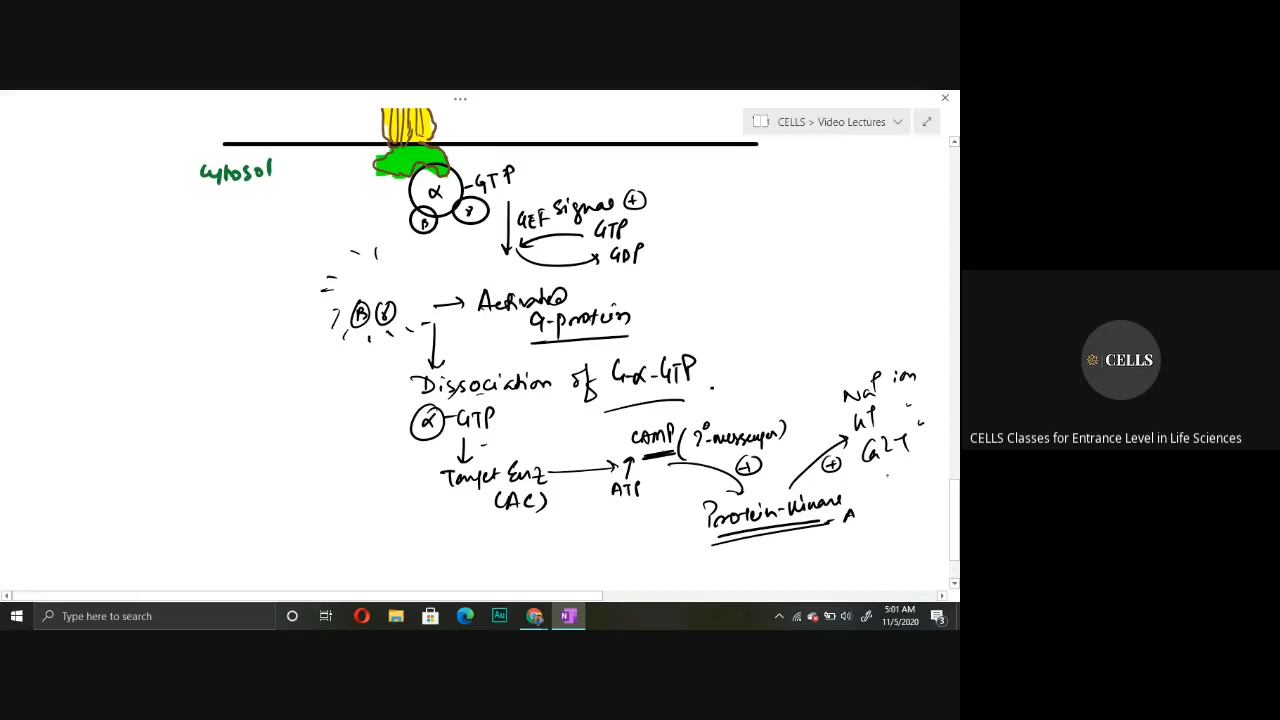 CELLS > Video Lectures
Cytosol
α -GTP
β γ
GEF Signal +
GTP
GDP
β γ → Activated
G-protein
Dissociation of G-α-GTP
α -GTP
cAMP (2°-messenger)
Target Enz → ↑
(AC) ATP
+
Protein-kinase A
+
ion
Ca2+
CELLS
CELLS Classes for Entrance Level in Life Sciences
Type here to search
Au
5:01 AM
11/5/2020
3